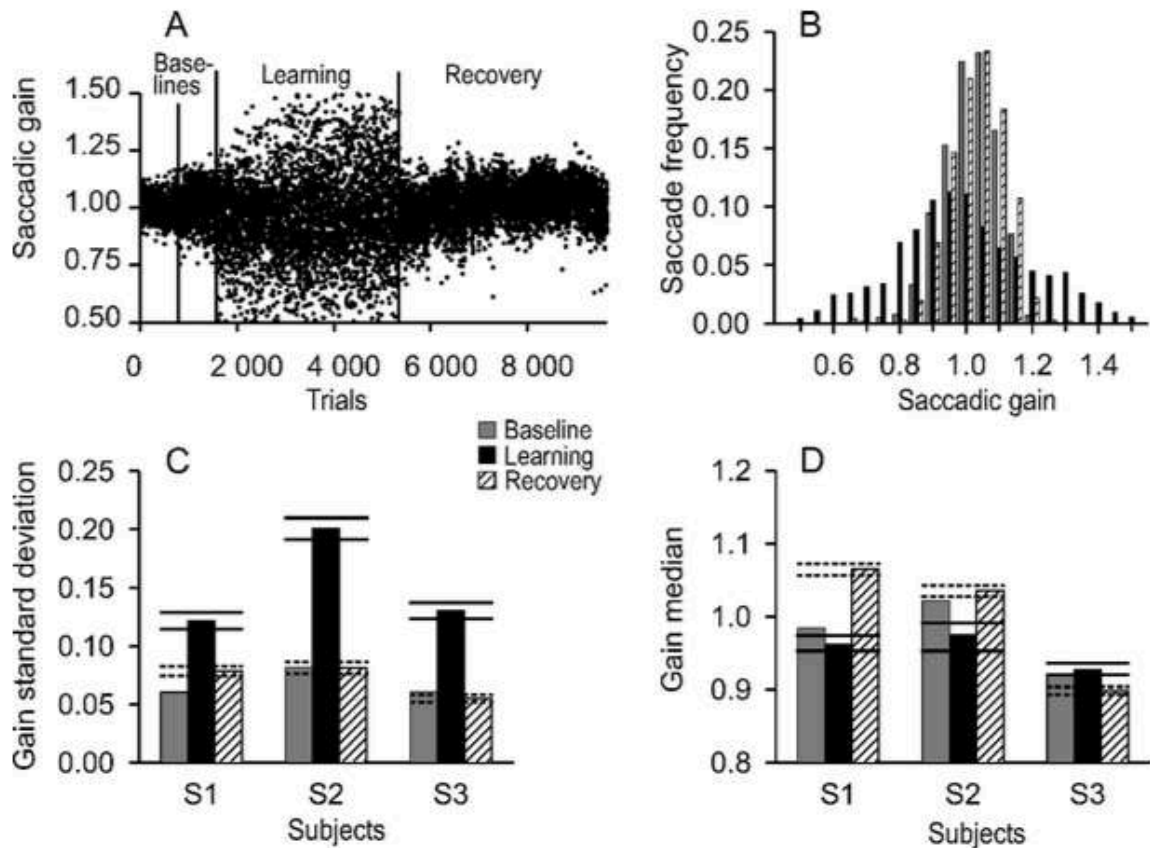 A
Base-
lines
Learning
Recovery
Saccadic gain
1.50
1.25
1.00
0.75
0.50
0
2 000
4 000
6 000
8 000
Trials
B
Saccade frequency
0.25
0.20
0.15
0.10
0.05
0.00
0.6
0.8
1.0
1.2
1.4
Saccadic gain
Baseline
Learning
Recovery
C
Gain standard deviation
0.25
0.20
0.15
0.10
0.05
0.00
S1
S2
S3
Subjects
D
Gain median
1.2
1.1
1.0
0.9
0.8
S1
S2
S3
Subjects